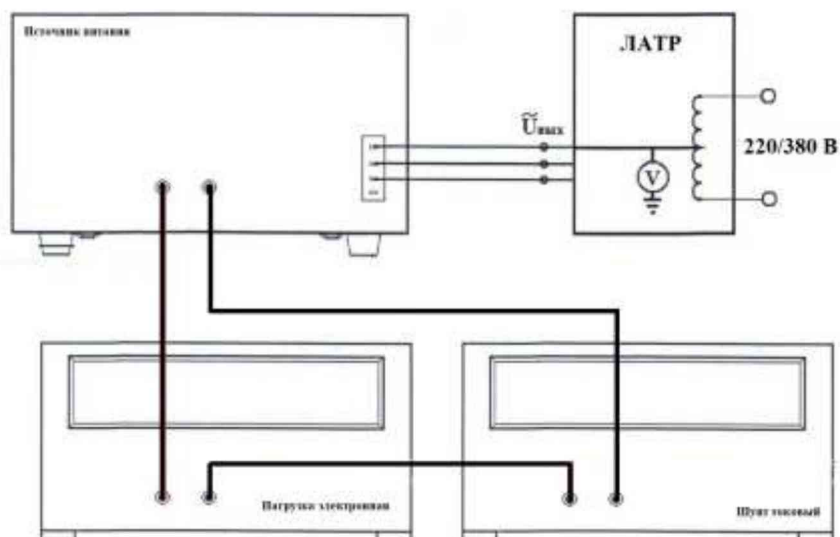 Источник питания
ЛАТР
Ũвых
220/380 В
V
Нагрузка электронная
Шунт токовый